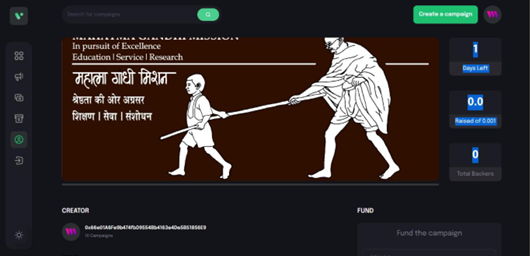 Search for campaigns
Create a campaign
MAHATMA GANDHI MISSION
In pursuit of Excellence
Education | Service | Research
महात्मा गांधी मिशन
श्रेष्ठता की ओर अग्रसर
शिक्षण | सेवा | संशोधन
1
Days Left
0.0
Raised of 0.001
0
Total Backers
CREATOR
10 Campaigns
FUND
Fund the campaign